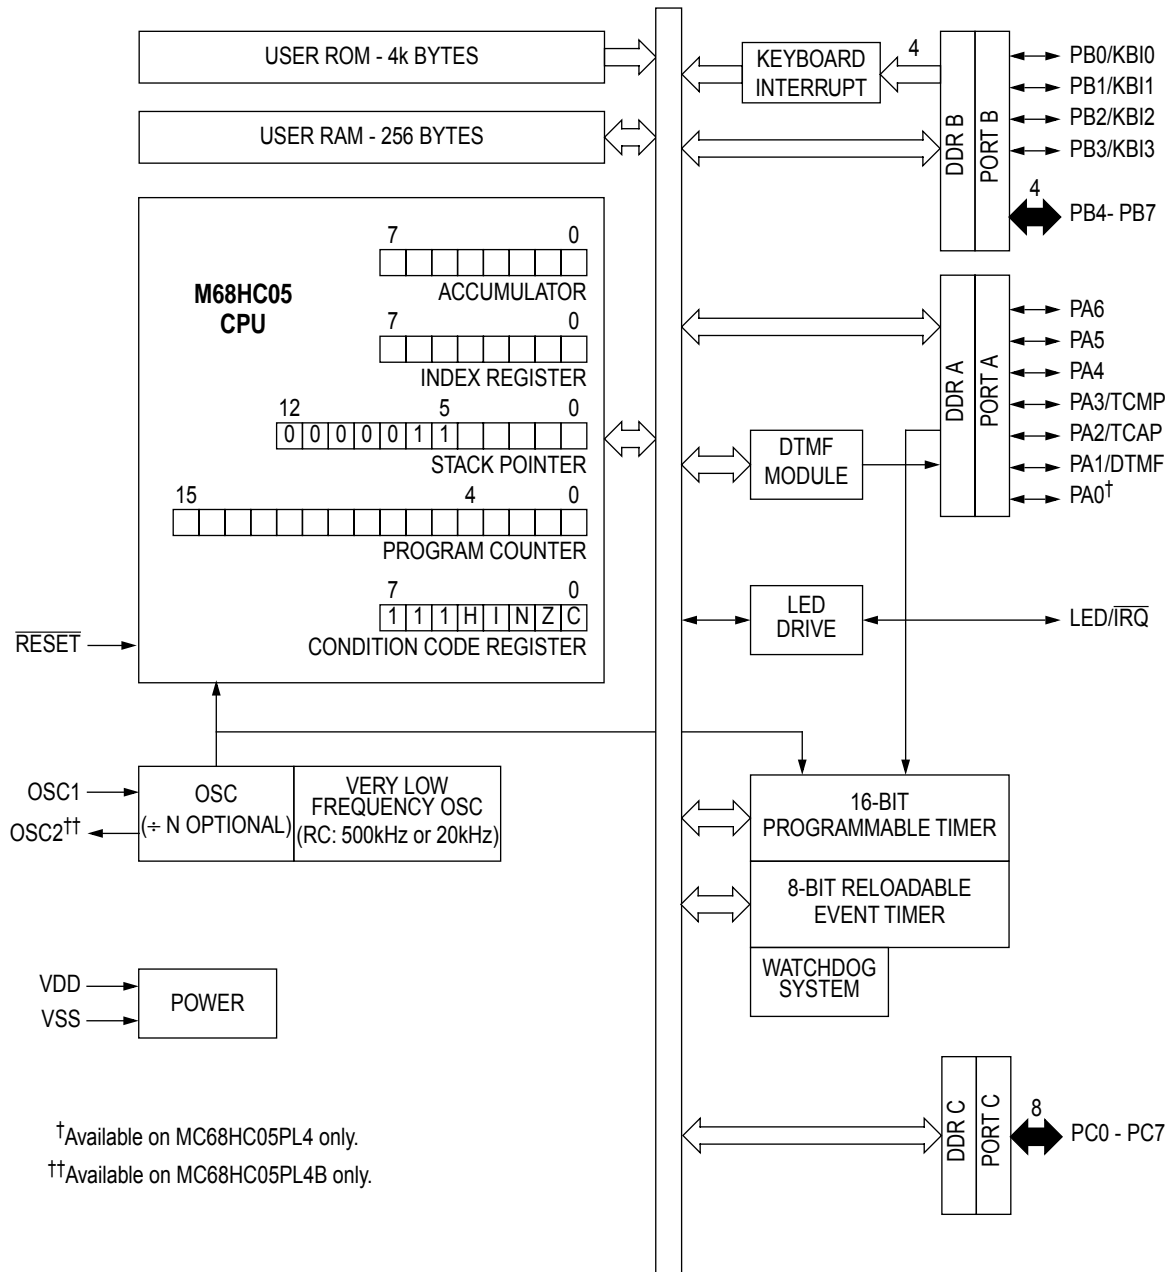 USER ROM - 4k BYTES
USER RAM - 256 BYTES
M68HC05
CPU
7 0
ACCUMULATOR
7 0
INDEX REGISTER
12 5 0
0 0 0 0 0 1 1
STACK POINTER
15 4 0
PROGRAM COUNTER
7 0
1 1 1 H I N Z C
CONDITION CODE REGISTER
RESET
OSC1
OSC2††
OSC
(÷ N OPTIONAL)
VERY LOW
FREQUENCY OSC
(RC: 500kHz or 20kHz)
VDD
VSS
POWER
†Available on MC68HC05PL4 only.
††Available on MC68HC05PL4B only.
KEYBOARD
INTERRUPT
4
DDR B
PORT B
PB0/KBI0
PB1/KBI1
PB2/KBI2
PB3/KBI3
4
PB4- PB7
DDR A
PORT A
PA6
PA5
PA4
PA3/TCMP
PA2/TCAP
PA1/DTMF
PA0†
DTMF
MODULE
LED
DRIVE
LED/IRQ
16-BIT
PROGRAMMABLE TIMER
8-BIT RELOADABLE
EVENT TIMER
WATCHDOG
SYSTEM
DDR C
PORT C
8
PC0 - PC7